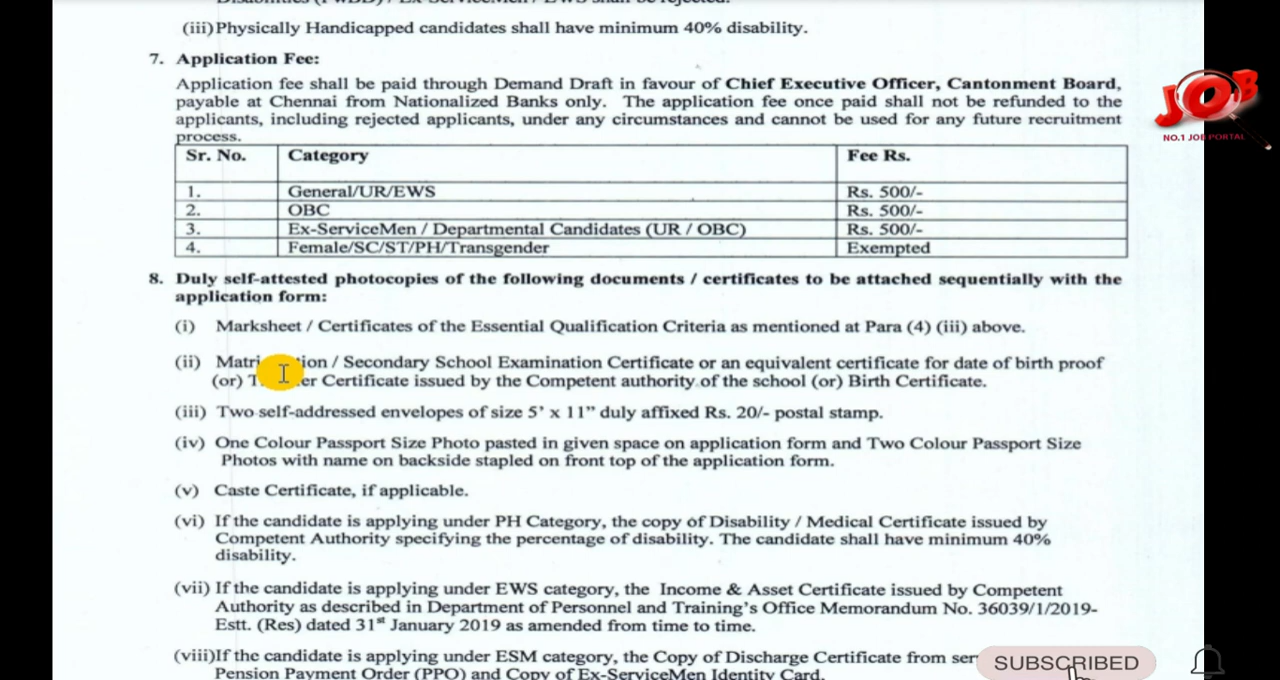 (iii) Physically Handicapped candidates shall have minimum 40% disability.
7. Application Fee:
Application fee shall be paid through Demand Draft in favour of Chief Executive Officer, Cantonment Board,
payable at Chennai from Nationalized Banks only. The application fee once paid shall not be refunded to the
applicants, including rejected applicants, under any circumstances and cannot be used for any future recruitment
process.
Sr. No. Category Fee Rs.
1. General/UR/EWS Rs. 500/-
2. OBC Rs. 500/-
3. Ex-ServiceMen / Departmental Candidates (UR / OBC) Rs. 500/-
4. Female/SC/ST/PH/Transgender Exempted
8. Duly self-attested photocopies of the following documents / certificates to be attached sequentially with the
application form:
(i) Marksheet / Certificates of the Essential Qualification Criteria as mentioned at Para (4) (iii) above.
(ii) / Secondary School Examination Certificate or an equivalent certificate for date of birth proof
(or) Certificate issued by the Competent authority of the school (or) Birth Certificate.
(iii) Two self-addressed envelopes of size 5' x 11" duly affixed Rs. 20/- postal stamp.
(iv) One Colour Passport Size Photo pasted in given space on application form and Two Colour Passport Size
Photos with name on backside stapled on front top of the application form.
(v) Caste Certificate, if applicable.
(vi) If the candidate is applying under PH Category, the copy of Disability / Medical Certificate issued by
Competent Authority specifying the percentage of disability. The candidate shall have minimum 40%
disability.
(vii) If the candidate is applying under EWS category, the Income & Asset Certificate issued by Competent
Authority as described in Department of Personnel and Training's Office Memorandum No. 36039/1/2019-
Estt. (Res) dated 31st January 2019 as amended from time to time.
(viii)If the candidate is applying under ESM category, the Copy of Discharge Certificate from
Pension Payment Order (PPO) and Copy of Ex-ServiceMen Identity Card.
JOB
NO.1 JOB PORTAL
SUBSCRIBED